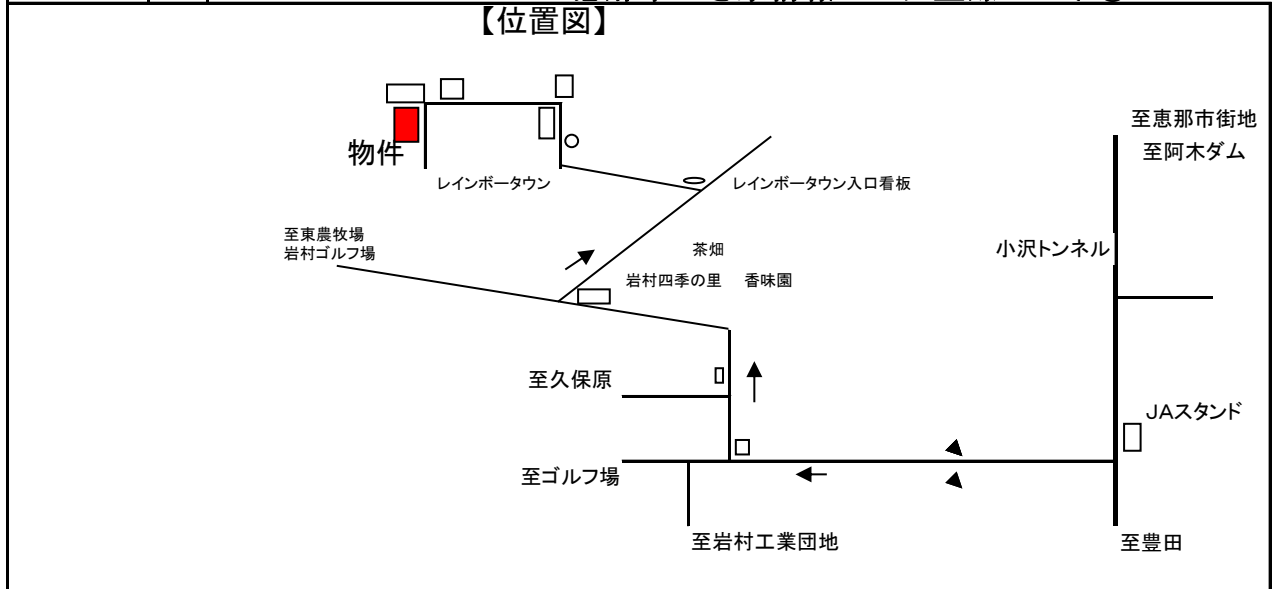 【位置図】
至恵那市街地
至阿木ダム
物件
レインボータウン
レインボータウン入口看板
至東農牧場
岩村ゴルフ場
茶畑
小沢トンネル
岩村四季の里 香味園
至久保原
JAスタンド
至ゴルフ場
至岩村工業団地
至豊田